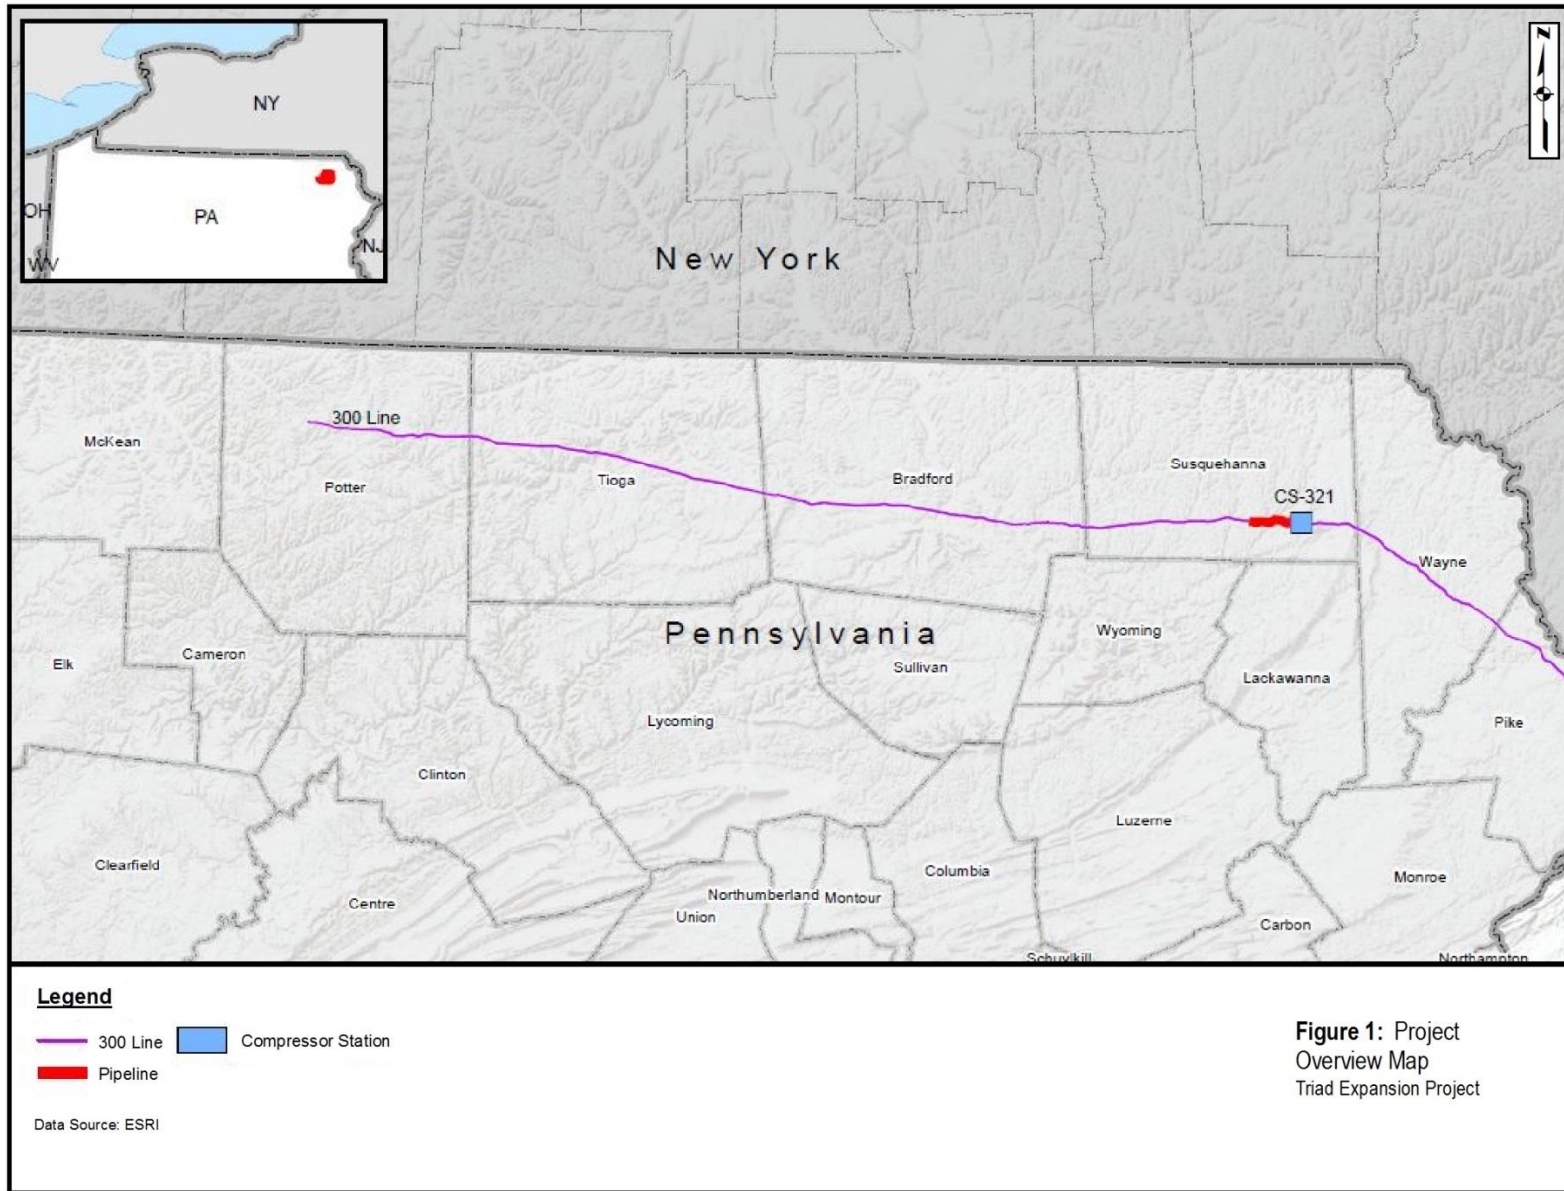 NY
PA
OH
WV
NJ
N
New York
300 Line
McKean
Potter
Tioga
Bradford
Susquehanna
CS-321
Wayne
Pennsylvania
Elk
Cameron
Sullivan
Wyoming
Lackawanna
Lycoming
Pike
Clinton
Luzerne
Clearfield
Centre
Columbia
Monroe
Northumberland
Montour
Union
Carbon
Schuylkill
Northampton
Legend
300 Line
Compressor Station
Pipeline
Data Source: ESRI
Figure 1: Project
Overview Map
Triad Expansion Project